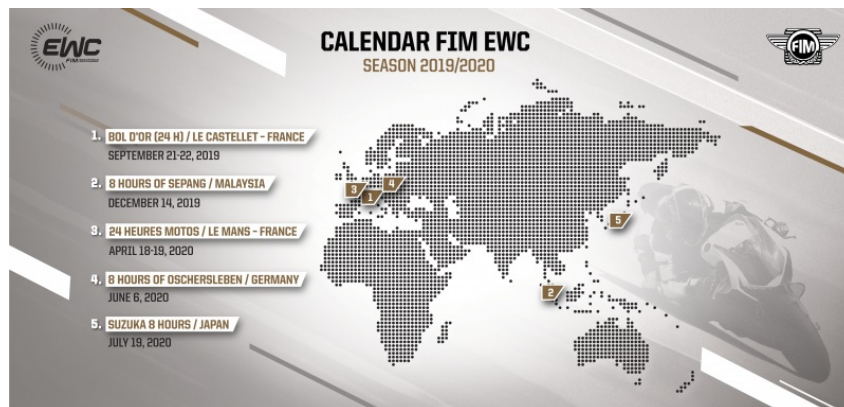 EWC
CALENDAR FIM EWC
SEASON 2019/2020
FIM
1. BOL D'OR (24 H) / LE CASTELLET - FRANCE
SEPTEMBER 21-22, 2019
2. 8 HOURS OF SEPANG / MALAYSIA
DECEMBER 14, 2019
3. 24 HEURES MOTOS / LE MANS - FRANCE
APRIL 18-19, 2020
4. 8 HOURS OF OSCHERSLEBEN / GERMANY
JUNE 6, 2020
5. SUZUKA 8 HOURS / JAPAN
JULY 19, 2020
3
1
4
5
2